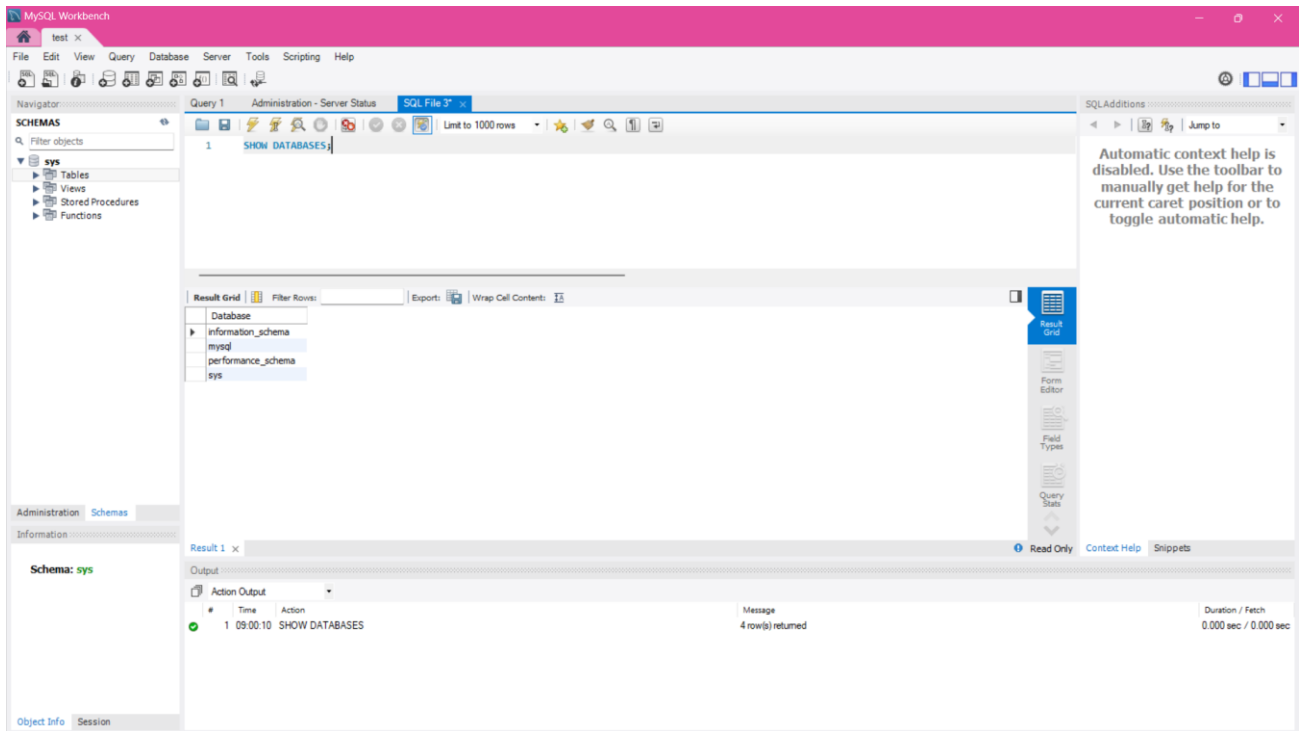 MySQL Workbench
test
File Edit View Query Database Server Tools Scripting Help
Navigator
SCHEMAS
Filter objects
sys
Tables
Views
Stored Procedures
Functions
Administration Schemas
Information
Schema: sys
Object Info Session
Query 1 Administration - Server Status SQL File 3*
Limit to 1000 rows
1 SHOW DATABASES;
Result Grid Filter Rows: Export: Wrap Cell Content:
Database
information_schema
mysql
performance_schema
sys
Result
Grid
Form
Editor
Field
Types
Query
Stats
Result 1 Read Only
Output
Action Output
# Time Action Message Duration / Fetch
1 09:00:10 SHOW DATABASES 4 row(s) returned 0.000 sec / 0.000 sec
SQLAdditions
Jump to
Automatic context help is
disabled. Use the toolbar to
manually get help for the
current caret position or to
toggle automatic help.
Context Help Snippets